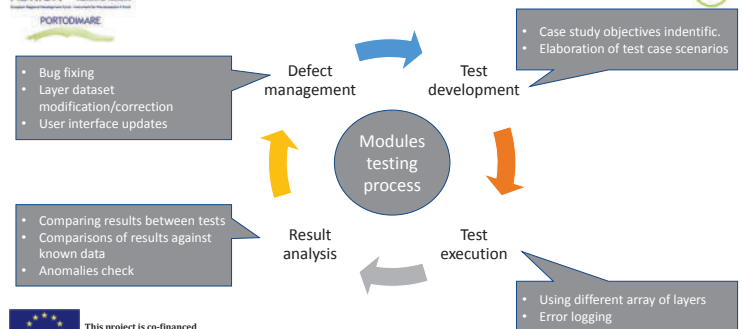 PORTODIMARE
• Case study objectives indentific.
• Elaboration of test case scenarios
• Bug fixing
• Layer dataset
modification/correction
• User interface updates
Defect
management
Test
development
Modules
testing
process
• Comparing results between tests
• Comparisons of results against
known data
• Anomalies check
Result
analysis
Test
execution
• Using different array of layers
• Error logging
This project is co-financed